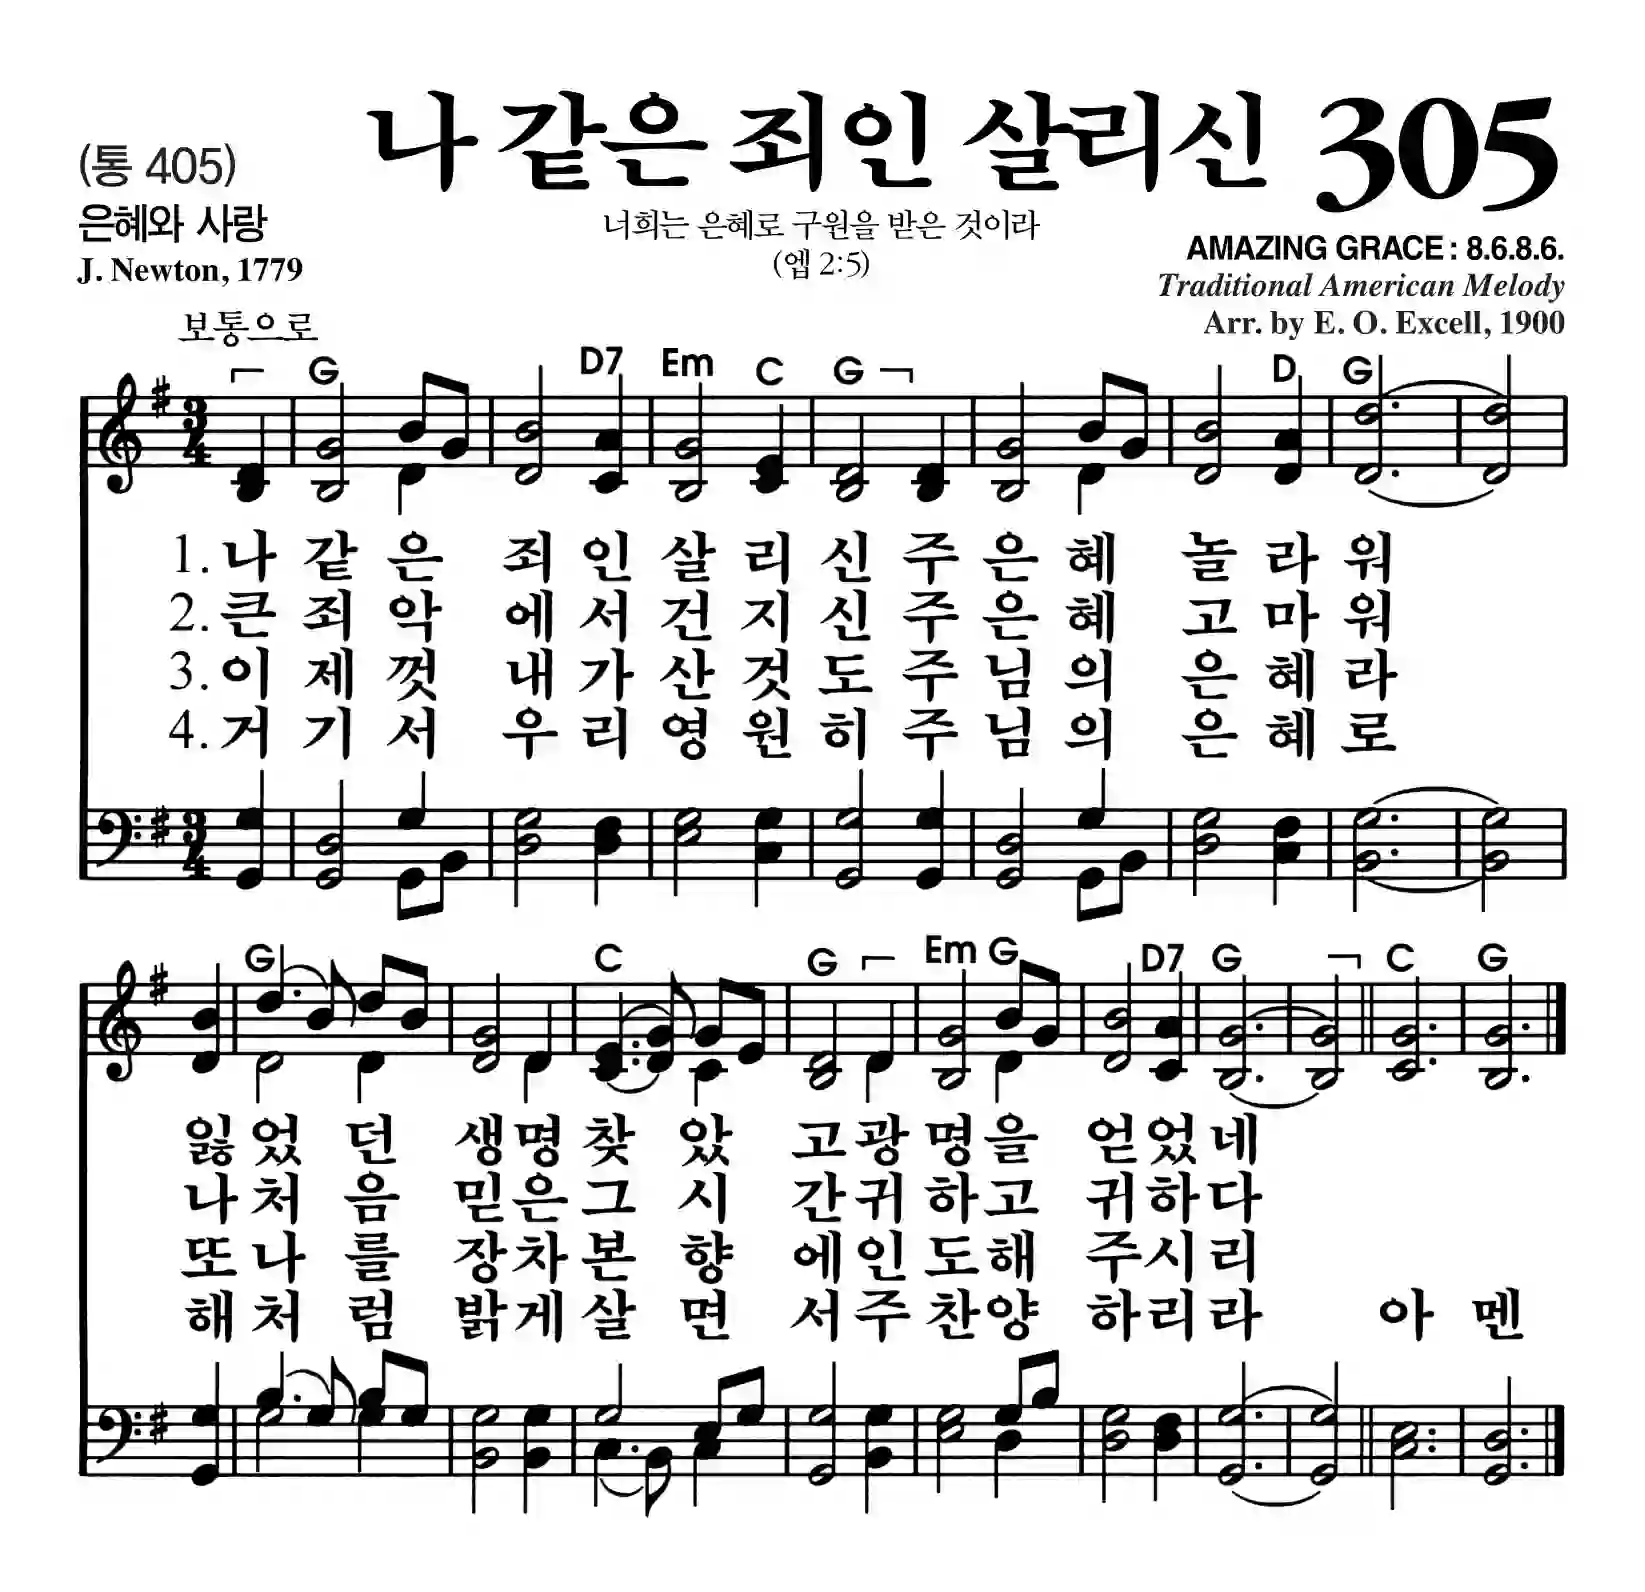 나 같은 죄인 살리신 305
(통 405)
은혜와 사랑
J. Newton, 1779
너희는 은혜로 구원을 받은 것이라
(엡 2:5)
AMAZING GRACE : 8.6.8.6.
Traditional American Melody
Arr. by E. O. Excell, 1900
보통으로
G D7 Em C G D G
3 4
1. 나 같 은 죄 인 살 리 신 주 은 혜 놀 라 워
2. 큰 죄 악 에 서 건 지 신 주 은 혜 고 마 워
3. 이 제 껏 내 가 산 것 도 주 님 의 은 혜 라
4. 거 기 서 우 리 영 원 히 주 님 의 은 혜 로
3 4
G C G Em G D7 G C G
잃 었 던 생 명 찾 았 고 광 명 을 얻 었 네
나 처 음 믿 은 그 시 간 귀 하 고 귀 하 다
또 나 를 장 차 본 향 에 인 도 해 주 시 리
해 처 럼 밝 게 살 면 서 주 찬 양 하 리 라 아 멘